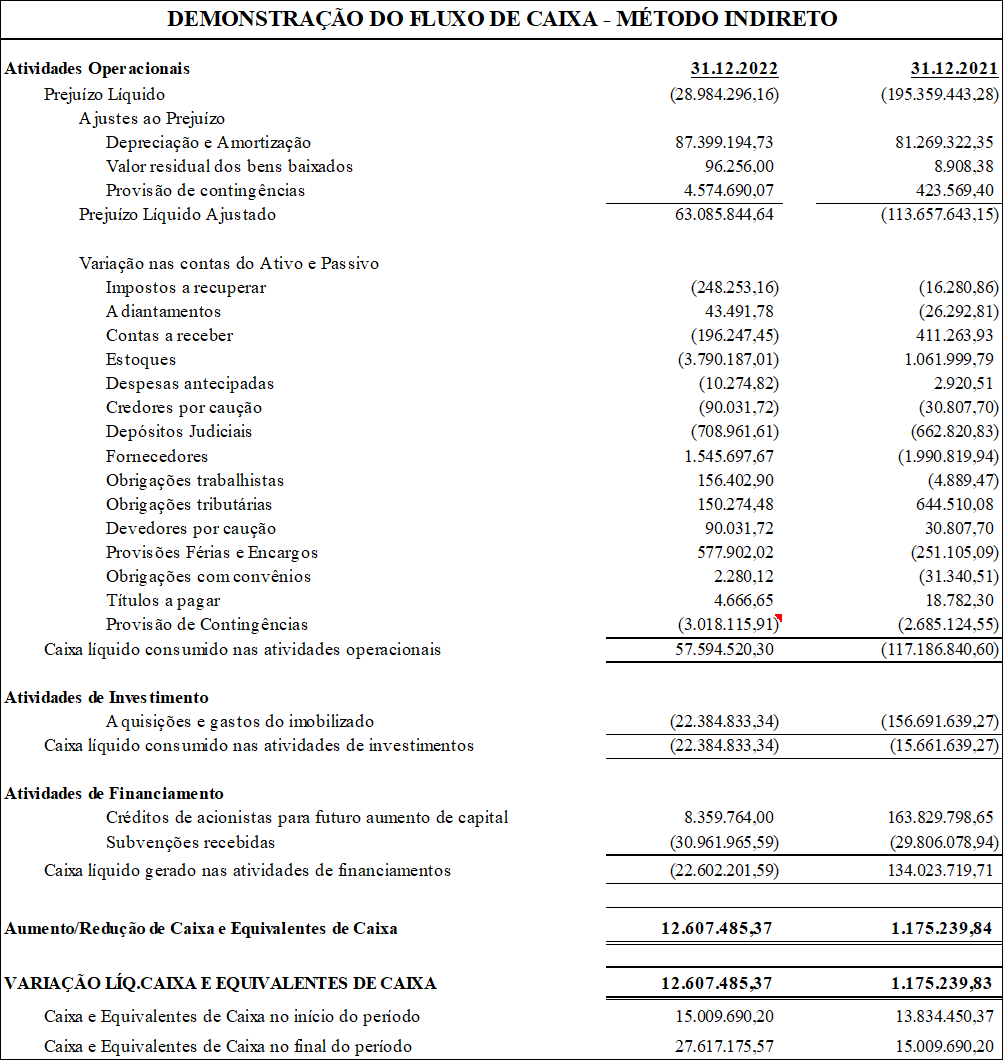 DEMONSTRAÇÃO DO FLUXO DE CAIXA - MÉTODO INDIRETO
Atividades Operacionais 31.12.2022 31.12.2021
Prejuízo Líquido (28.984.296,16) (195.359.443,28)
Ajustes ao Prejuízo
Depreciação e Amortização 87.399.194,73 81.269.322,35
Valor residual dos bens baixados 96.256,00 8.908,38
Provisão de contingências 4.574.690,07 423.569,40
Prejuízo Líquido Ajustado 63.085.844,64 (113.657.643,15)
Variação nas contas do Ativo e Passivo
Impostos a recuperar (248.253,16) (16.280,86)
Adiantamentos 43.491,78 (26.292,81)
Contas a receber (196.247,45) 411.263,93
Estoques (3.790.187,01) 1.061.999,79
Despesas antecipadas (10.274,82) 2.920,51
Credores por caução (90.031,72) (30.807,70)
Depósitos Judiciais (708.961,61) (662.820,83)
Fornecedores 1.545.697,67 (1.990.819,94)
Obrigações trabalhistas 156.402,90 (4.889,47)
Obrigações tributárias 150.274,48 644.510,08
Devedores por caução 90.031,72 30.807,70
Provisões Férias e Encargos 577.902,02 (251.105,09)
Obrigações com convênios 2.280,12 (31.340,51)
Títulos a pagar 4.666,65 18.782,30
Provisão de Contingências (3.018.115,91) (2.685.124,55)
Caixa líquido consumido nas atividades operacionais 57.594.520,30 (117.186.840,60)
Atividades de Investimento
Aquisições e gastos do imobilizado (22.384.833,34) (156.691.639,27)
Caixa líquido consumido nas atividades de investimentos (22.384.833,34) (15.661.639,27)
Atividades de Financiamento
Créditos de acionistas para futuro aumento de capital 8.359.764,00 163.829.798,65
Subvenções recebidas (30.961.965,59) (29.806.078,94)
Caixa líquido gerado nas atividades de financiamentos (22.602.201,59) 134.023.719,71
Aumento/Redução de Caixa e Equivalentes de Caixa 12.607.485,37 1.175.239,84
VARIAÇÃO LÍQ.CAIXA E EQUIVALENTES DE CAIXA 12.607.485,37 1.175.239,83
Caixa e Equivalentes de Caixa no início do período 15.009.690,20 13.834.450,37
Caixa e Equivalentes de Caixa no final do período 27.617.175,57 15.009.690,20